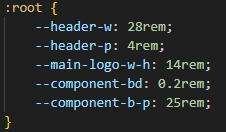 :root {
    --header-w: 28rem;
    --header-p: 4rem;
    --main-logo-w-h: 14rem;
    --component-bd: 0.2rem;
    --component-b-p: 25rem;
}